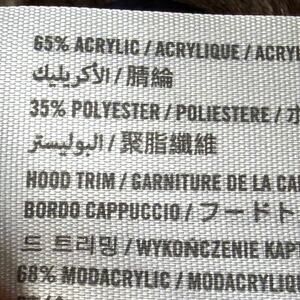 65% ACRYLIC / ACRYLIQUE / ACRY
الأكريليك / 腈綸
35% POLYESTER / POLIESTERE / 水
البوليستر / 聚脂纖維
HOOD TRIM / GARNITURE DE LA CA
BORDO CAPPUCCIO / フードト
드 트리밍 / WYKOŃCZENIE KAPT
68% MODACRYLIC / MODACRYLIQU